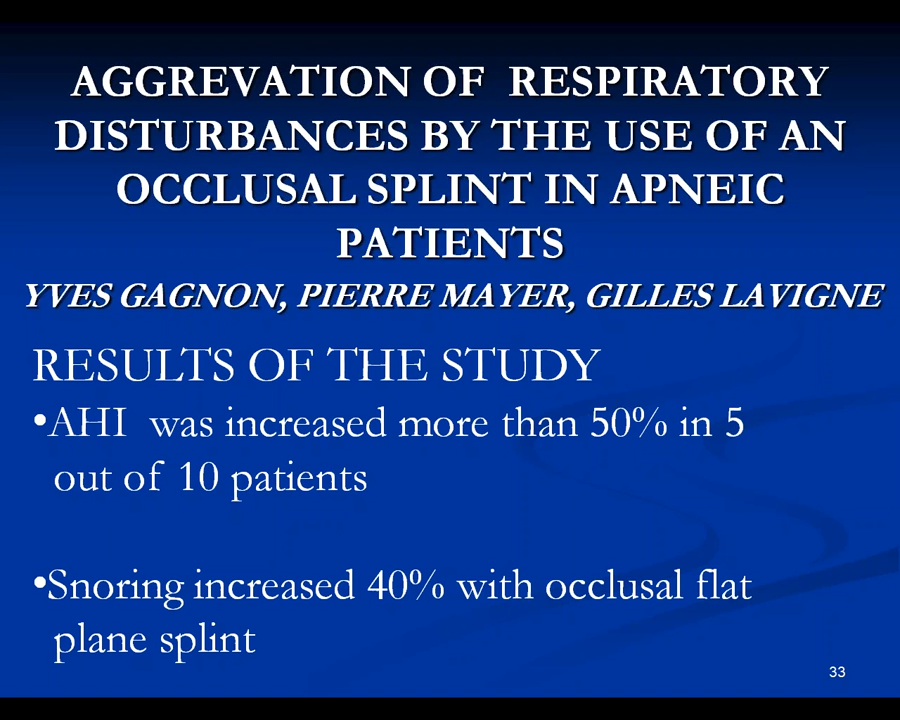 AGGREVATION OF RESPIRATORY
DISTURBANCES BY THE USE OF AN
OCCLUSAL SPLINT IN APNEIC
PATIENTS
YVES GAGNON, PIERRE MAYER, GILLES LAVIGNE
RESULTS OF THE STUDY
•AHI was increased more than 50% in 5
out of 10 patients
•Snoring increased 40% with occlusal flat
plane splint
33